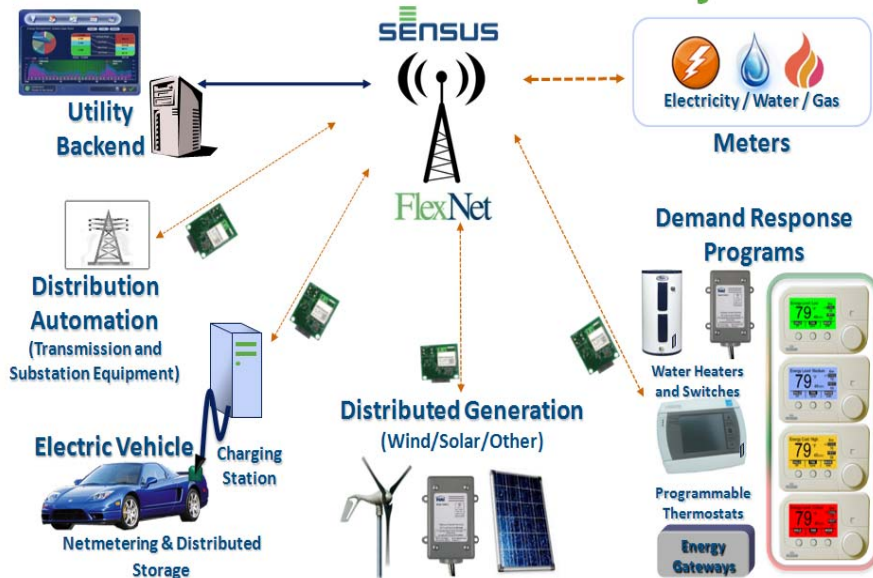 SENSUS
Utility
Backend
Electricity / Water / Gas
Meters
FlexNet
Demand Response
Programs
Distribution
Automation
(Transmission and
Substation Equipment)
Water Heaters
and Switches
Distributed Generation
(Wind/Solar/Other)
Electric Vehicle
Charging
Station
Programmable
Thermostats
Netmetering & Distributed
Storage
Energy
Gateways
79°
79°
79°
79°